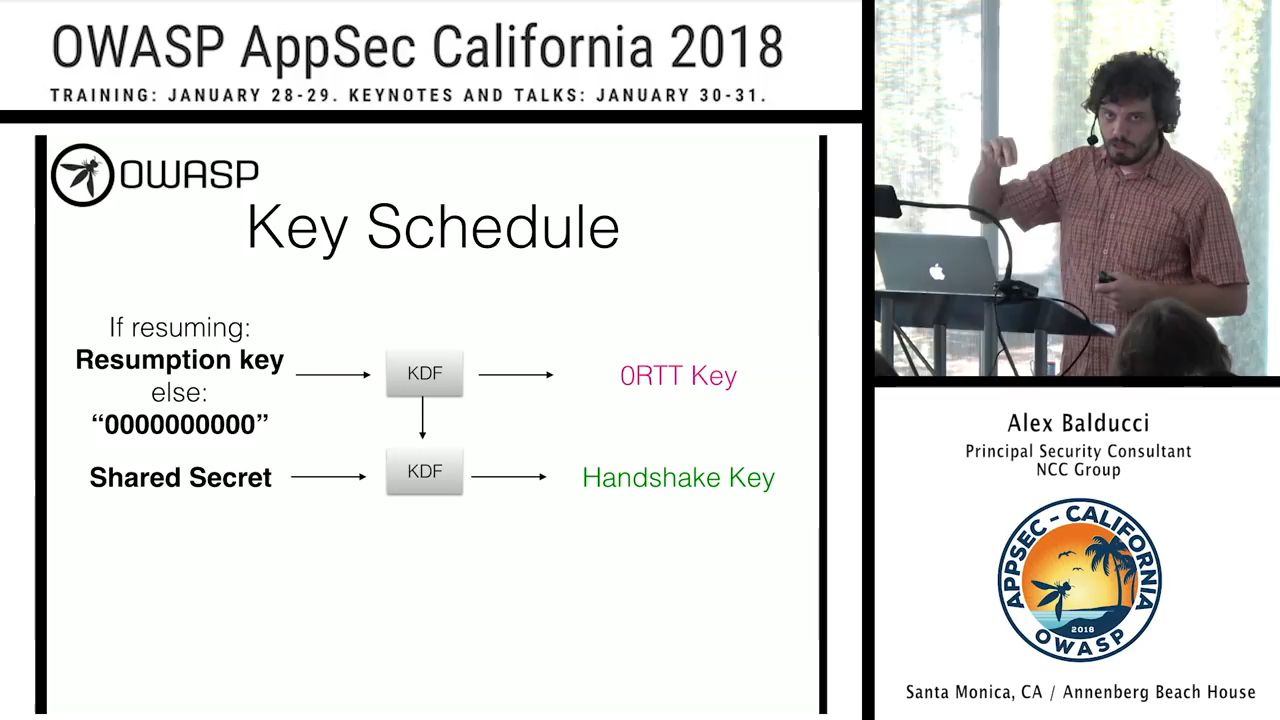 OWASP AppSec California 2018
TRAINING: JANUARY 28-29. KEYNOTES AND TALKS: JANUARY 30-31.
OWASP
Key Schedule
If resuming:
Resumption key
else:
“0000000000”
KDF
0RTT Key
Shared Secret
KDF
Handshake Key
Alex Balducci
Principal Security Consultant
NCC Group
APPSEC - CALIFORNIA
2018
OWASP
Santa Monica, CA / Annenberg Beach House